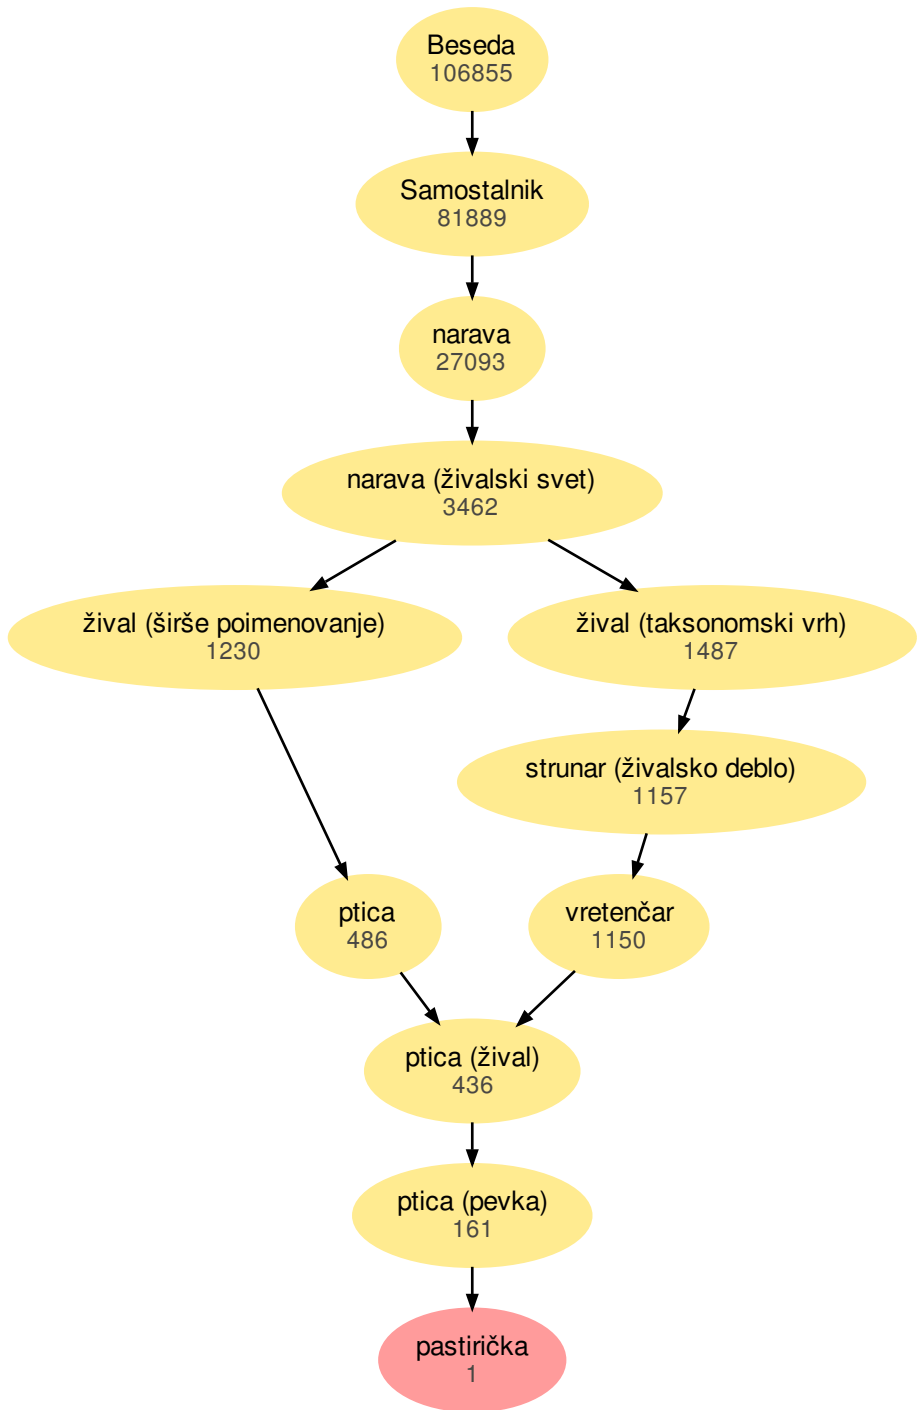 Beseda
106855
Samostalnik
81889
narava
27093
narava (živalski svet)
3462
žival (širše poimenovanje)
1230
žival (taksonomski vrh)
1487
strunar (živalsko deblo)
1157
ptica
486
vretenčar
1150
ptica (žival)
436
ptica (pevka)
161
pastirička
1